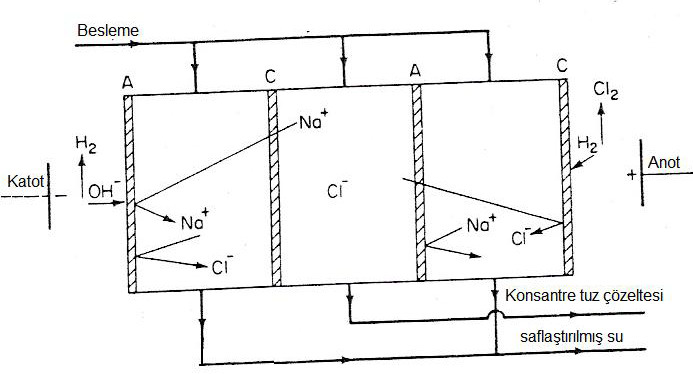 Besleme
A
C
A
C
Cl₂
H₂
H₂
Na⁺
Katot
-
OH⁻
Cl⁻
+
Anot
Na⁺
Na⁺
Cl⁻
Cl⁻
Konsantre tuz çözeltesi
saflaştırılmış su